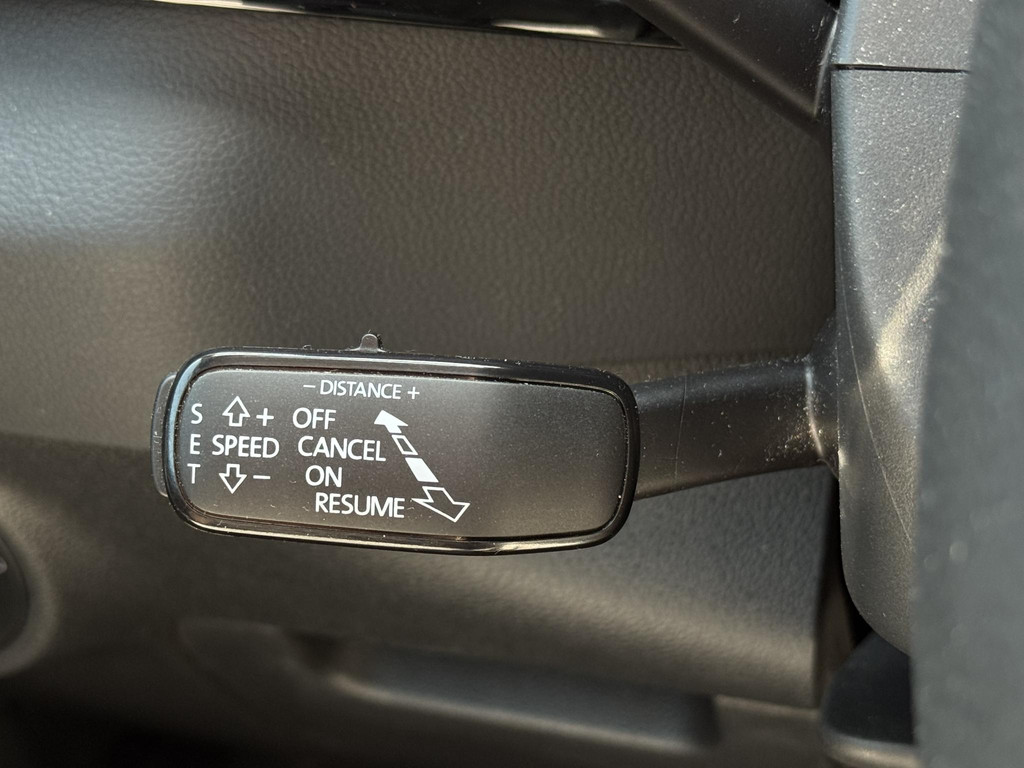 − DISTANCE +
S + OFF
E SPEED CANCEL
T − ON
RESUME